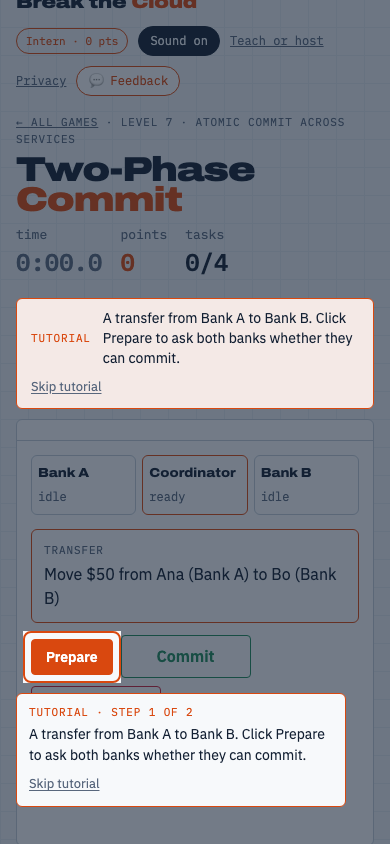 Break the Cloud
Intern · 0 pts
Sound on
Teach or host
Privacy
💬 Feedback
← ALL GAMES · LEVEL 7 · ATOMIC COMMIT ACROSS
SERVICES
Two-Phase
Commit
time points tasks
0:00.0 0 0/4
TUTORIAL
A transfer from Bank A to Bank B. Click
Prepare to ask both banks whether they
can commit.
Skip tutorial
Bank A
idle
Coordinator
ready
Bank B
idle
TRANSFER
Move $50 from Ana (Bank A) to Bo (Bank
B)
Prepare
Commit
TUTORIAL · STEP 1 OF 2
A transfer from Bank A to Bank B. Click Prepare
to ask both banks whether they can commit.
Skip tutorial